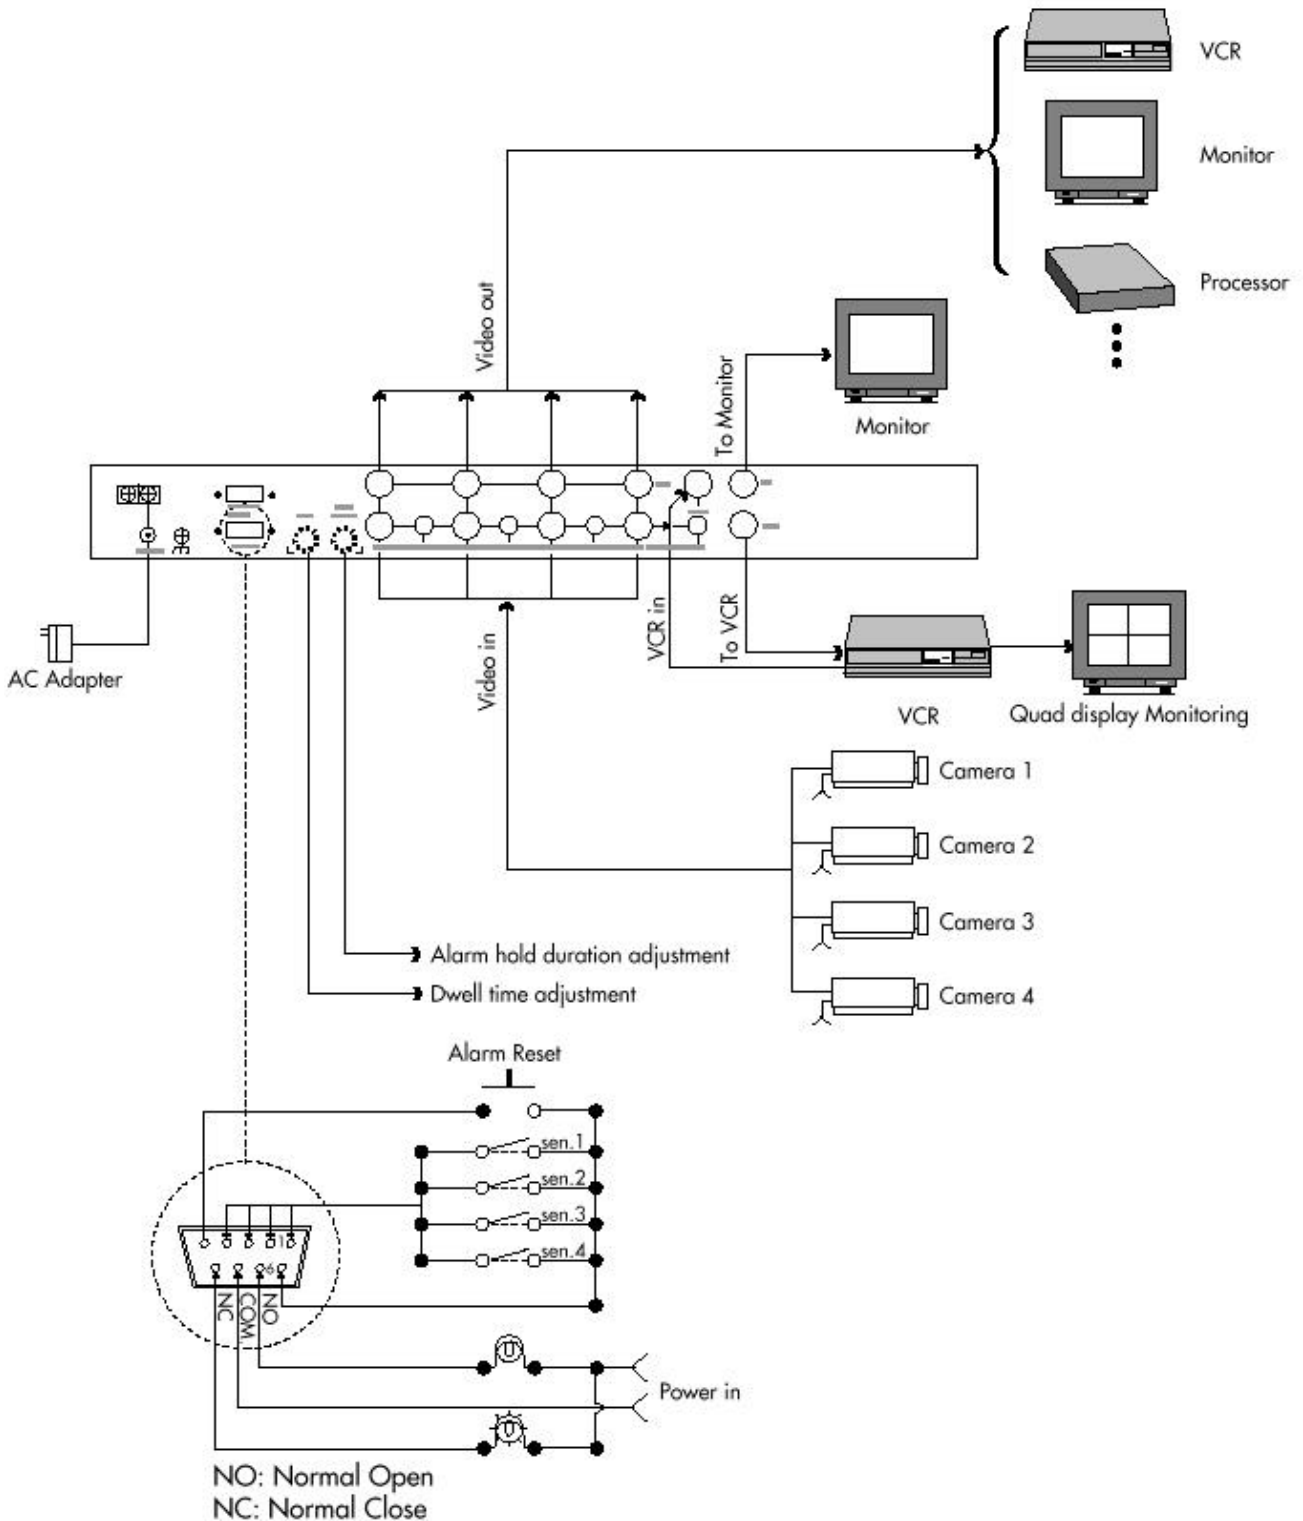 VCR
Monitor
Processor
Video out
To Monitor
Monitor
AC Adapter
Video in
VCR in
To VCR
VCR
Quad display Monitoring
Camera 1
Camera 2
Camera 3
Camera 4
Alarm hold duration adjustment
Dwell time adjustment
Alarm Reset
sen.1
sen.2
sen.3
sen.4
1
6
NC
COM
NO
Power in
NO: Normal Open
NC: Normal Close